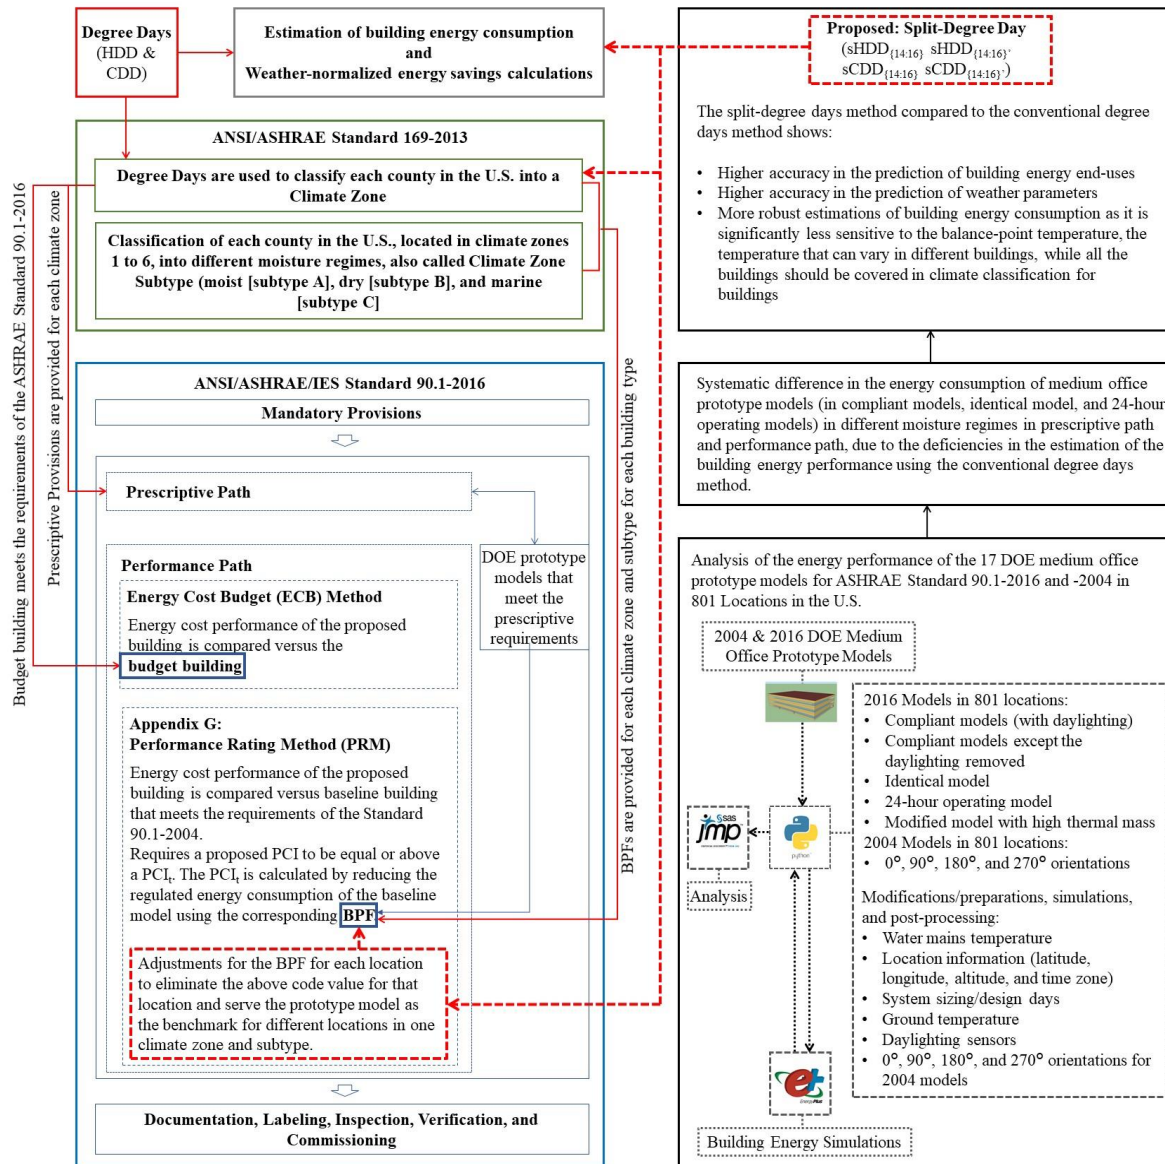 Degree Days
(HDD &
CDD)
Estimation of building energy consumption
and
Weather-normalized energy savings calculations
ANSI/ASHRAE Standard 169-2013
Degree Days are used to classify each county in the U.S. into a
Climate Zone
Classification of each county in the U.S., located in climate zones
1 to 6, into different moisture regimes, also called Climate Zone
Subtype (moist [subtype A], dry [subtype B], and marine
[subtype C]
Budget building meets the requirements of the ASHRAE Standard 90.1-2016
Prescriptive Provisions are provided for each climate zone
ANSI/ASHRAE/IES Standard 90.1-2016
Mandatory Provisions
Prescriptive Path
DOE prototype
models that
meet the
prescriptive
requirements
Performance Path
Energy Cost Budget (ECB) Method
Energy cost performance of the proposed
building is compared versus the
budget building
Appendix G:
Performance Rating Method (PRM)
Energy cost performance of the proposed
building is compared versus baseline building
that meets the requirements of the Standard
90.1-2004.
Requires a proposed PCI to be equal or above
a PCIt. The PCIt is calculated by reducing the
regulated energy consumption of the baseline
model using the corresponding BPF
Adjustments for the BPF for each location
to eliminate the above code value for that
location and serve the prototype model as
the benchmark for different locations in one
climate zone and subtype.
Documentation, Labeling, Inspection, Verification, and
Commissioning
BPFs are provided for each climate zone and subtype for each building type
Proposed: Split-Degree Day
(sHDD{14:16} sHDD{14:16}'
sCDD{14:16} sCDD{14:16}')
The split-degree days method compared to the conventional degree
days method shows:
• Higher accuracy in the prediction of building energy end-uses
• Higher accuracy in the prediction of weather parameters
• More robust estimations of building energy consumption as it is
significantly less sensitive to the balance-point temperature, the
temperature that can vary in different buildings, while all the
buildings should be covered in climate classification for
buildings
Systematic difference in the energy consumption of medium office
prototype models (in compliant models, identical model, and 24-hour
operating models) in different moisture regimes in prescriptive path
and performance path, due to the deficiencies in the estimation of the
building energy performance using the conventional degree days
method.
Analysis of the energy performance of the 17 DOE medium office
prototype models for ASHRAE Standard 90.1-2016 and -2004 in
801 Locations in the U.S.
2004 & 2016 DOE Medium
Office Prototype Models
2016 Models in 801 locations:
• Compliant models (with daylighting)
• Compliant models except the
daylighting removed
• Identical model
• 24-hour operating model
• Modified model with high thermal mass
2004 Models in 801 locations:
• 0°, 90°, 180°, and 270° orientations
Modifications/preparations, simulations,
and post-processing:
• Water mains temperature
• Location information (latitude,
longitude, altitude, and time zone)
• System sizing/design days
• Ground temperature
• Daylighting sensors
• 0°, 90°, 180°, and 270° orientations for
2004 models
sas
jmp
python
Analysis
et
EnergyPlus
Building Energy Simulations